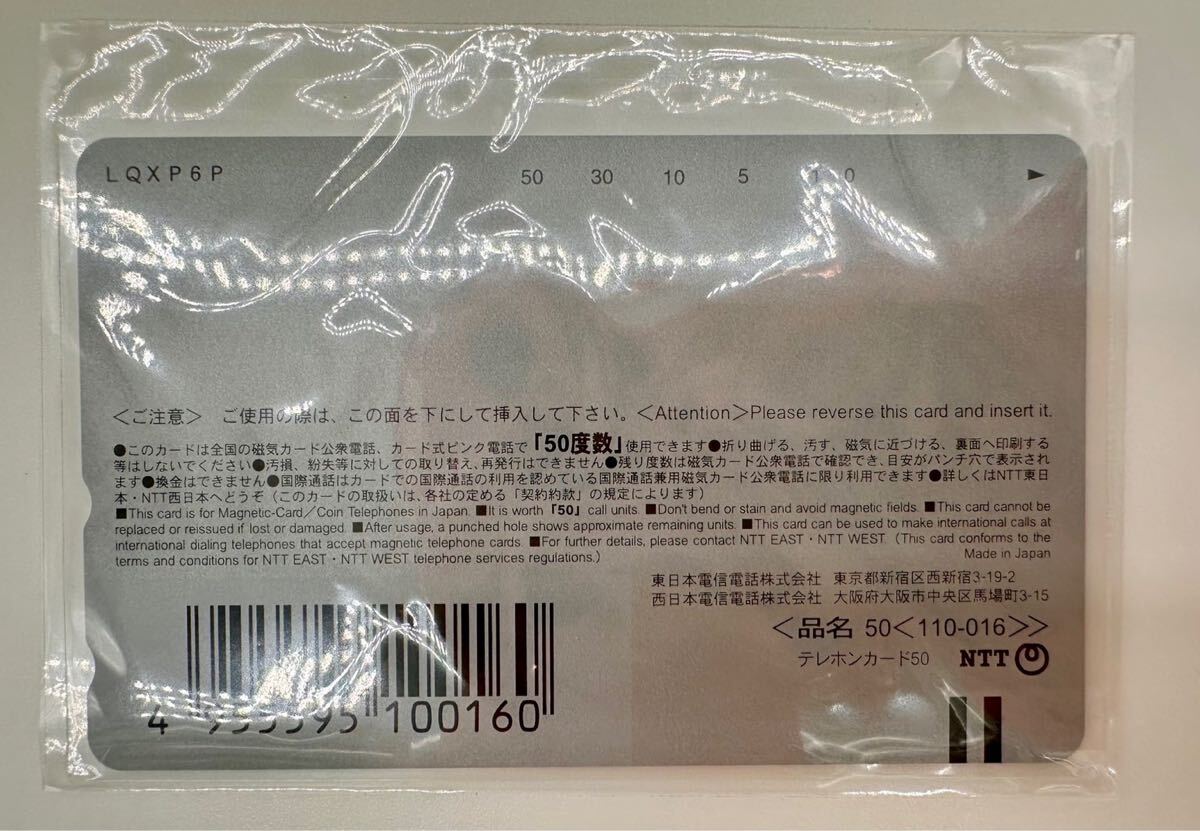 LQXP6P 50 30 10 5 1 0 ►
＜ご注意＞ ご使用の際は、この面を下にして挿入して下さい。＜Attention＞Please reverse this card and insert it.
●このカードは全国の磁気カード公衆電話、カード式ピンク電話で「50度数」使用できます●折り曲げる、汚す、磁気に近づける、裏面へ印刷する
等はしないでください●汚損、紛失等に対しての取り替え、再発行はできません●残り度数は磁気カード公衆電話で確認でき、目安がパンチ穴で表示され
ます●換金はできません●国際通話はカードでの国際通話の利用を認めている国際通話兼用磁気カード公衆電話に限り利用できます●詳しくはNTT東日
本・NTT西日本へどうぞ（このカードの取扱いは、各社の定める「契約約款」の規定によります）
■This card is for Magnetic-Card／Coin Telephones in Japan. ■It is worth「50」call units. ■Don't bend or stain and avoid magnetic fields. ■This card cannot be
replaced or reissued if lost or damaged. ■After usage, a punched hole shows approximate remaining units. ■This card can be used to make international calls at
international dialing telephones that accept magnetic telephone cards. ■For further details, please contact NTT EAST・NTT WEST.（This card conforms to the
terms and conditions for NTT EAST・NTT WEST telephone services regulations.） Made in Japan
東日本電信電話株式会社 東京都新宿区西新宿3-19-2
西日本電信電話株式会社 大阪府大阪市中央区馬場町3-15
＜品名 50＜110-016＞＞
テレホンカード50 NTT
4 100160